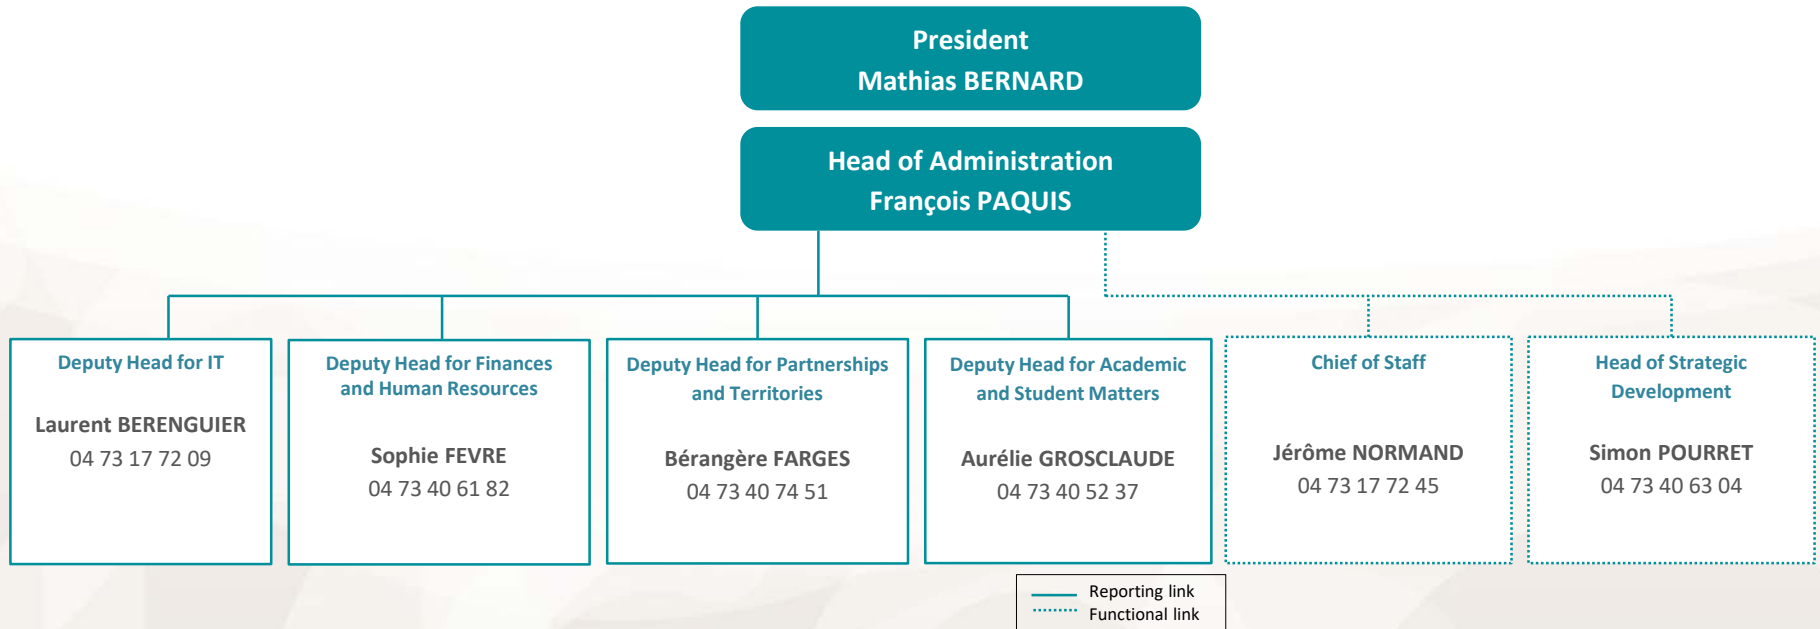 President
Mathias BERNARD
Head of Administration
François PAQUIS
Deputy Head for IT
Laurent BERENGUIER
04 73 17 72 09
Deputy Head for Finances
and Human Resources
Sophie FEVRE
04 73 40 61 82
Deputy Head for Partnerships
and Territories
Bérangère FARGES
04 73 40 74 51
Deputy Head for Academic
and Student Matters
Aurélie GROSCLAUDE
04 73 40 52 37
Chief of Staff
Jérôme NORMAND
04 73 17 72 45
Head of Strategic
Development
Simon POURRET
04 73 40 63 04
Reporting link
Functional link